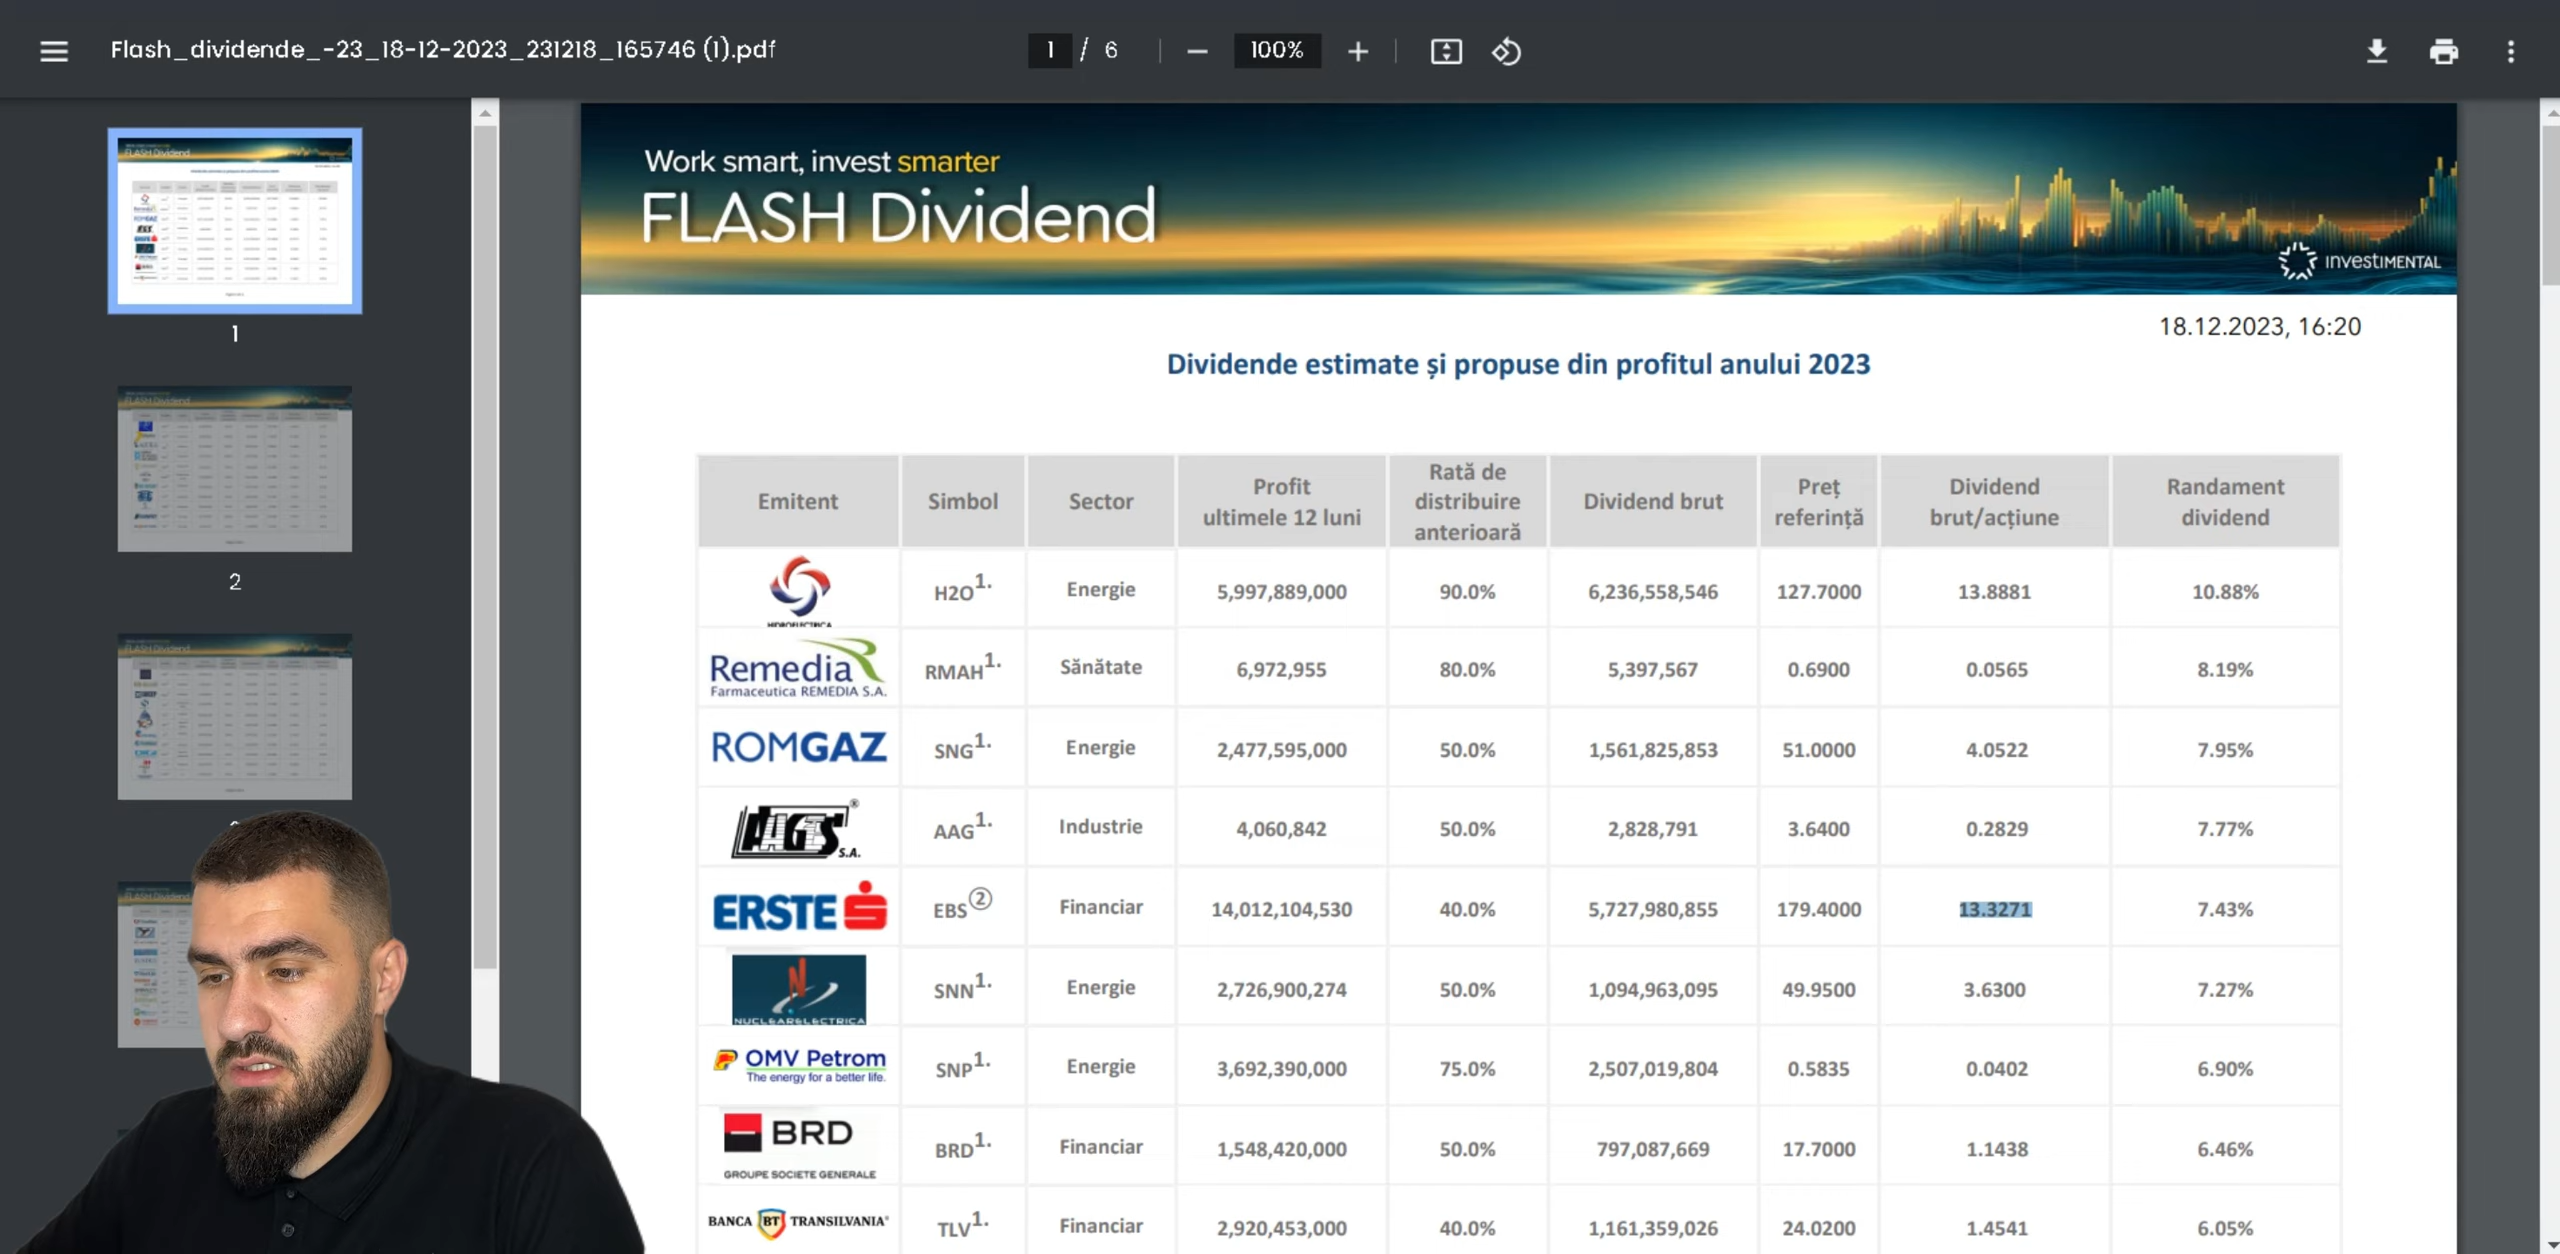 Flash_dividende_-23_18-12-2023_231218_165746 (1).pdf
1 / 6
100%
Work smart, invest smarter
FLASH Dividend
INVESTIMENTAL
18.12.2023, 16:20
Dividende estimate și propuse din profitul anului 2023
Emitent Simbol Sector Profit ultimele 12 luni Rată de distribuire anterioară Dividend brut Preț referință Dividend brut/acțiune Randament dividend
HIDROELECTRICA H2O1. Energie 5,997,889,000 90.0% 6,236,558,546 127.7000 13.8881 10.88%
Remedia Farmaceutica REMEDIA S.A. RMAH1. Sănătate 6,972,955 80.0% 5,397,567 0.6900 0.0565 8.19%
ROMGAZ SNG1. Energie 2,477,595,000 50.0% 1,561,825,853 51.0000 4.0522 7.95%
AAGES S.A. AAG1. Industrie 4,060,842 50.0% 2,828,791 3.6400 0.2829 7.77%
ERSTE EBS② Financiar 14,012,104,530 40.0% 5,727,980,855 179.4000 13.3271 7.43%
NUCLEARELECTRICA SNN1. Energie 2,726,900,274 50.0% 1,094,963,095 49.9500 3.6300 7.27%
OMV Petrom The energy for a better life. SNP1. Energie 3,692,390,000 75.0% 2,507,019,804 0.5835 0.0402 6.90%
BRD GROUPE SOCIETE GENERALE BRD1. Financiar 1,548,420,000 50.0% 797,087,669 17.7000 1.1438 6.46%
BANCA BT TRANSILVANIA® TLV1. Financiar 2,920,453,000 40.0% 1,161,359,026 24.0200 1.4541 6.05%
1
2